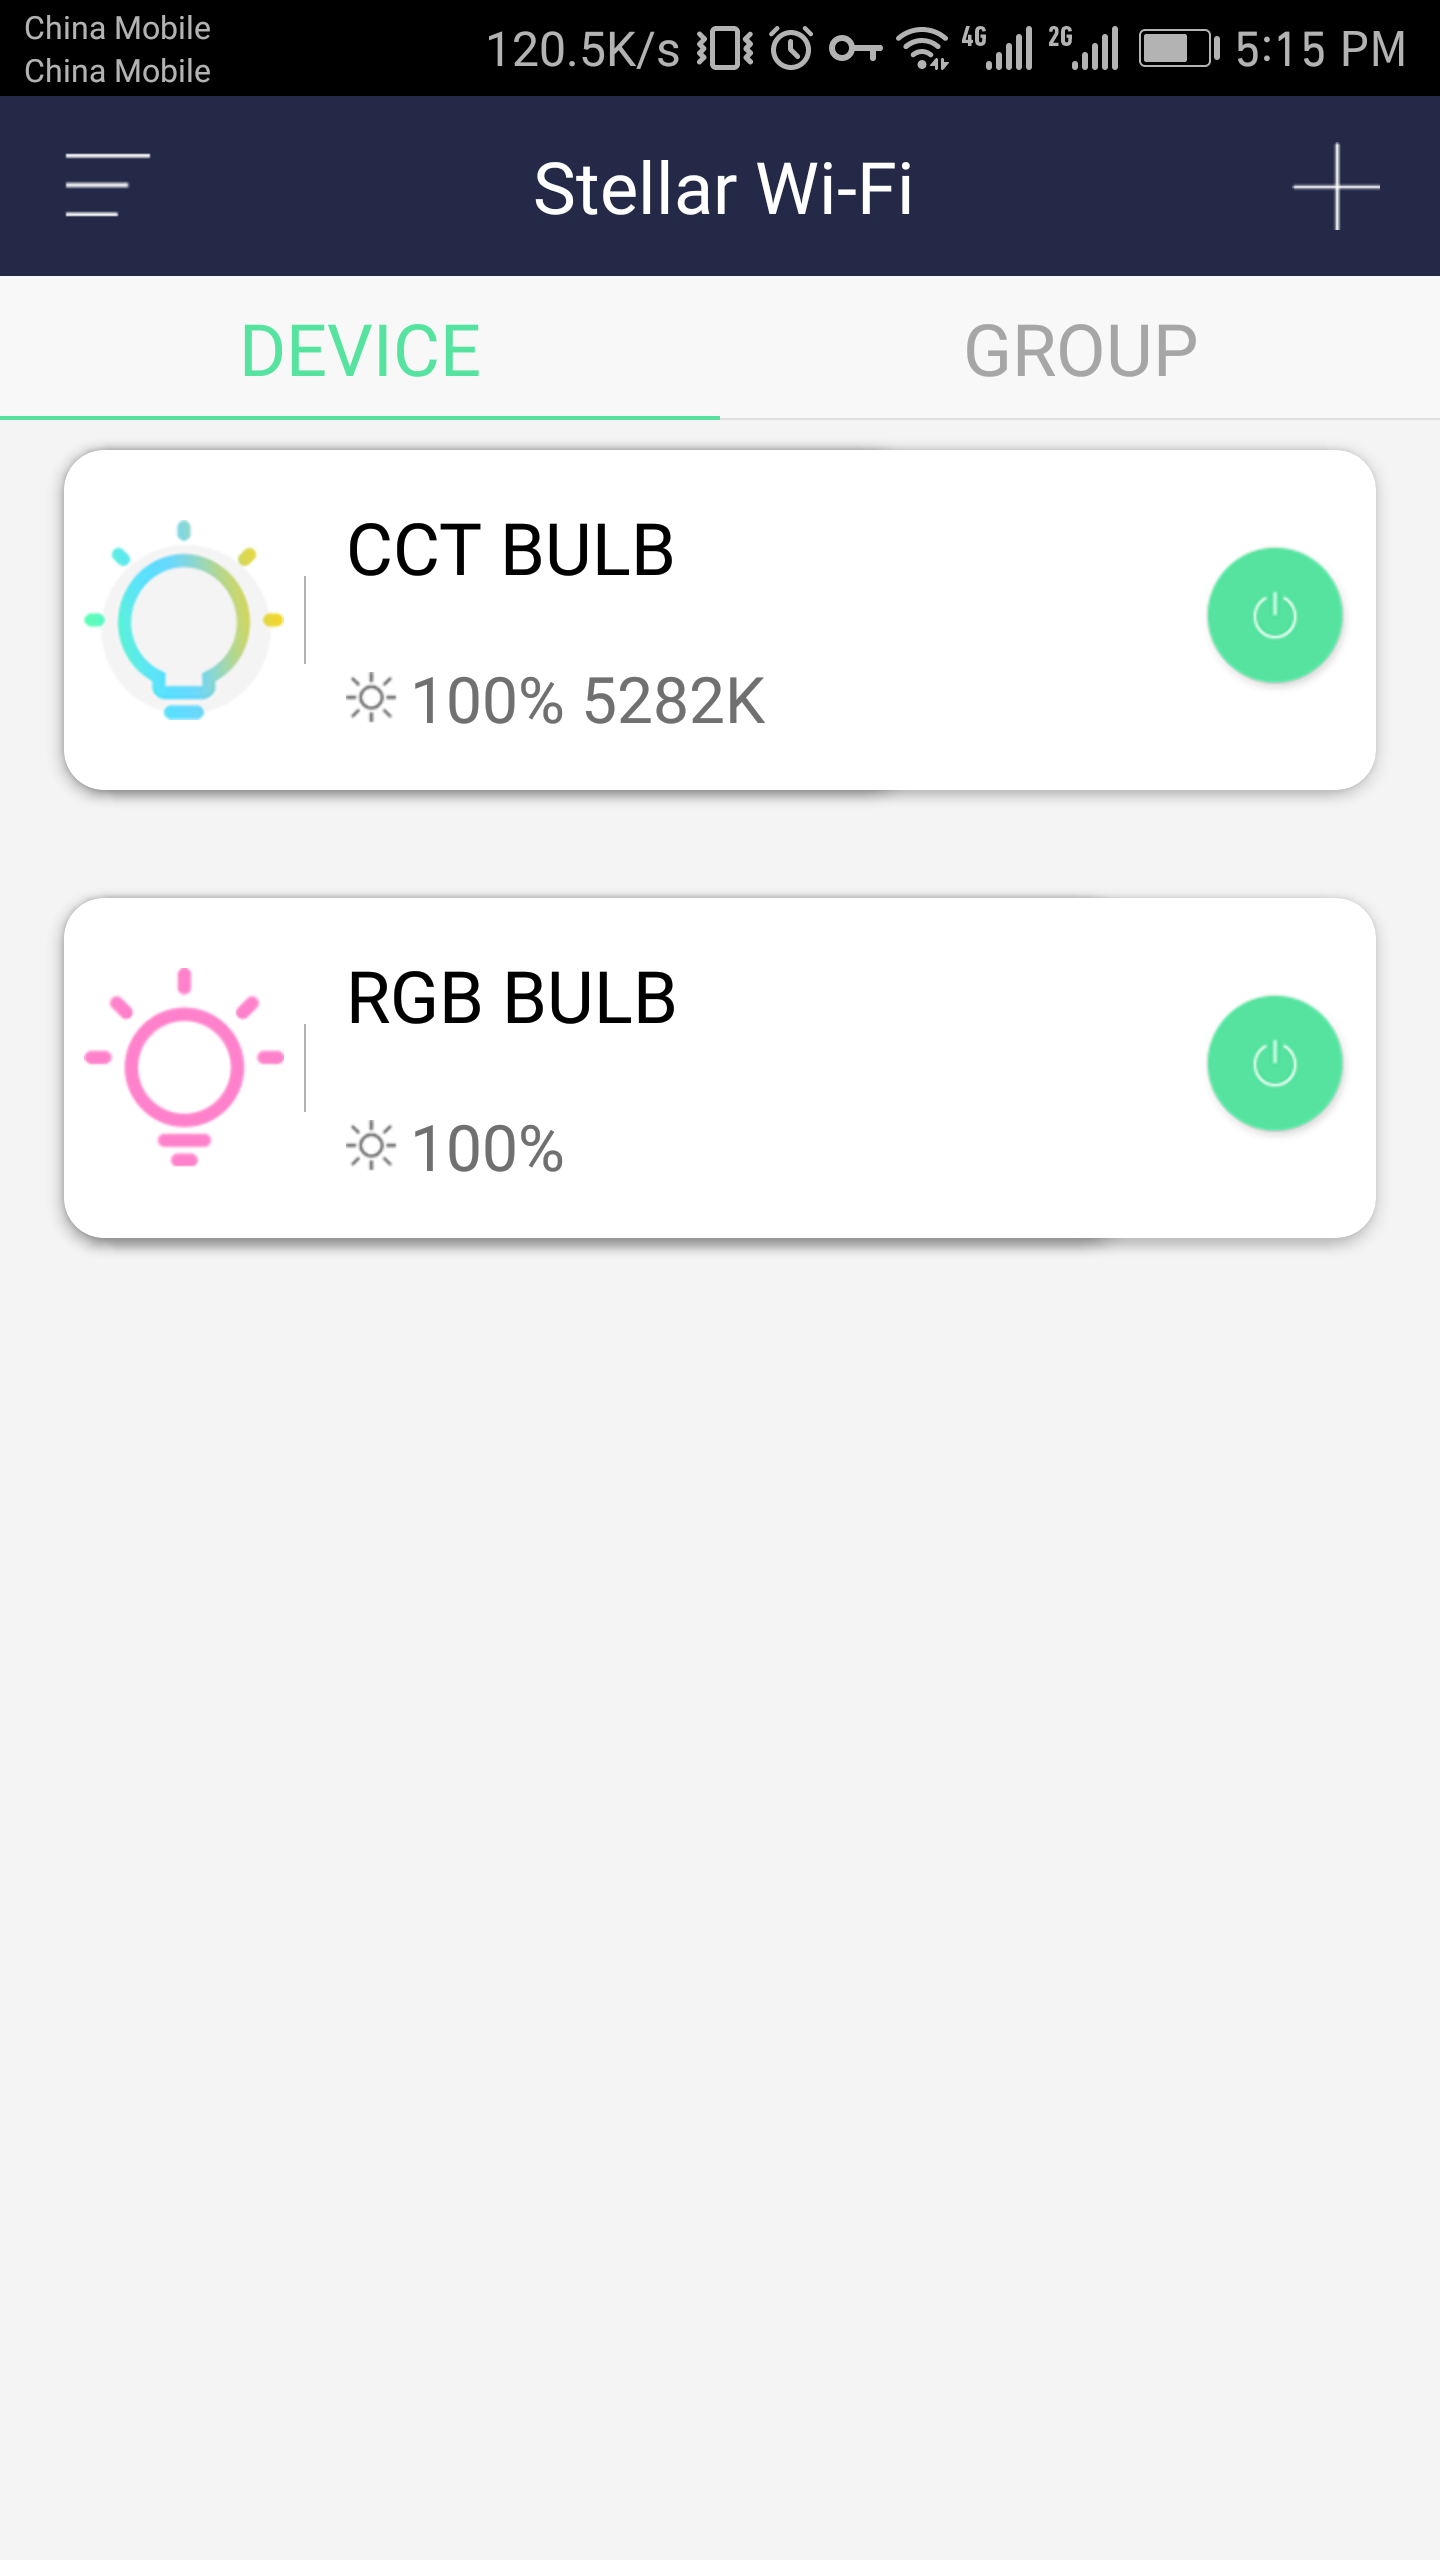 China Mobile
China Mobile
120.5K/s 4G 2G 5:15 PM
Stellar Wi-Fi
DEVICE GROUP
CCT BULB
100% 5282K
RGB BULB
100%